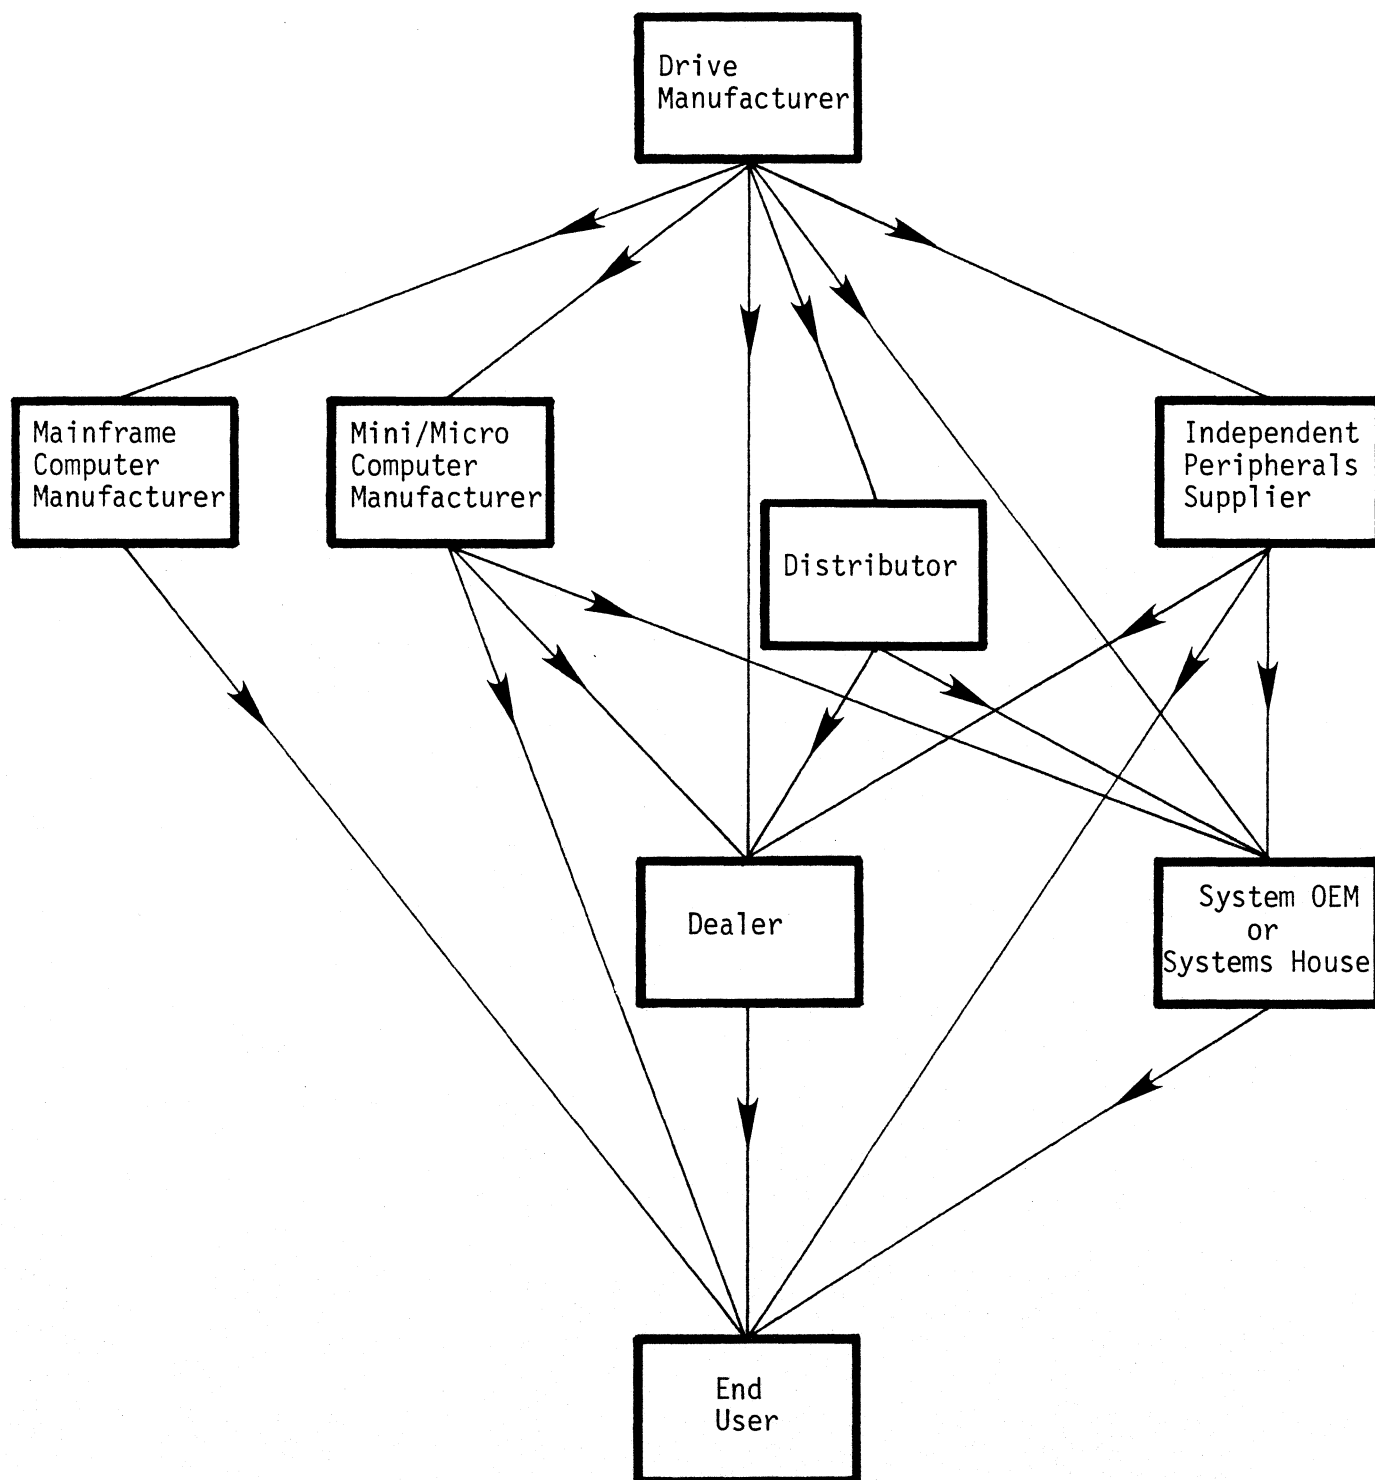 Drive
Manufacturer
Mainframe
Computer
Manufacturer
Mini/Micro
Computer
Manufacturer
Independent
Peripherals
Supplier
Distributor
Dealer
System OEM
or
Systems House
End
User